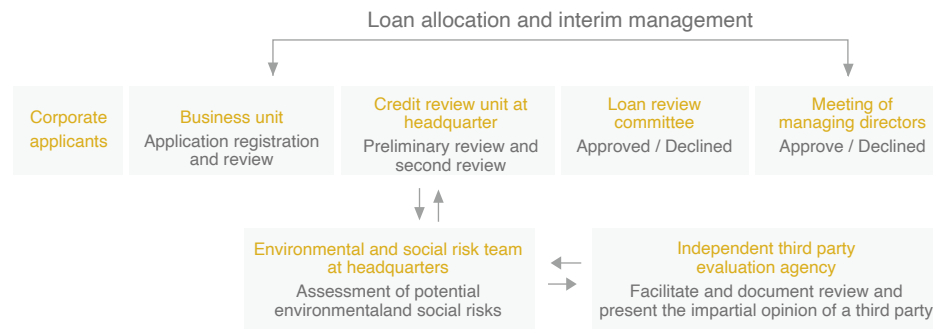 Loan allocation and interim management
Corporate
applicants
Business unit
Application registration
and review
Credit review unit at
headquarter
Preliminary review and
second review
Loan review
committee
Approved / Declined
Meeting of
managing directors
Approve / Declined
Environmental and social risk team
at headquarters
Assessment of potential
environmentaland social risks
Independent third party
evaluation agency
Facilitate and document review and
present the impartial opinion of a third party